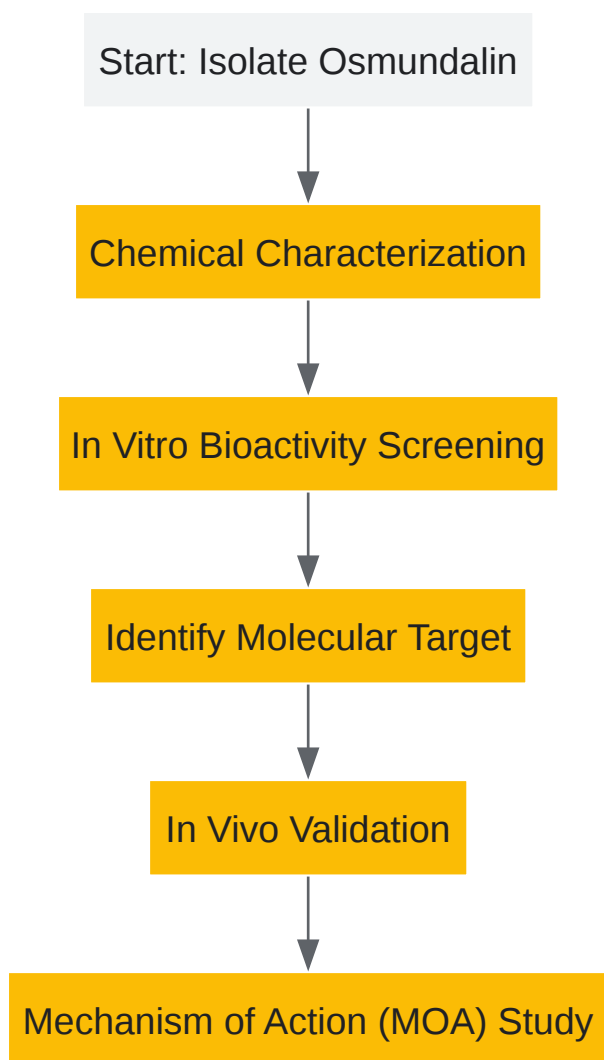 Start: Isolate Osmundalin
Chemical Characterization
In Vitro Bioactivity Screening
Identify Molecular Target
In Vivo Validation
Mechanism of Action (MOA) Study